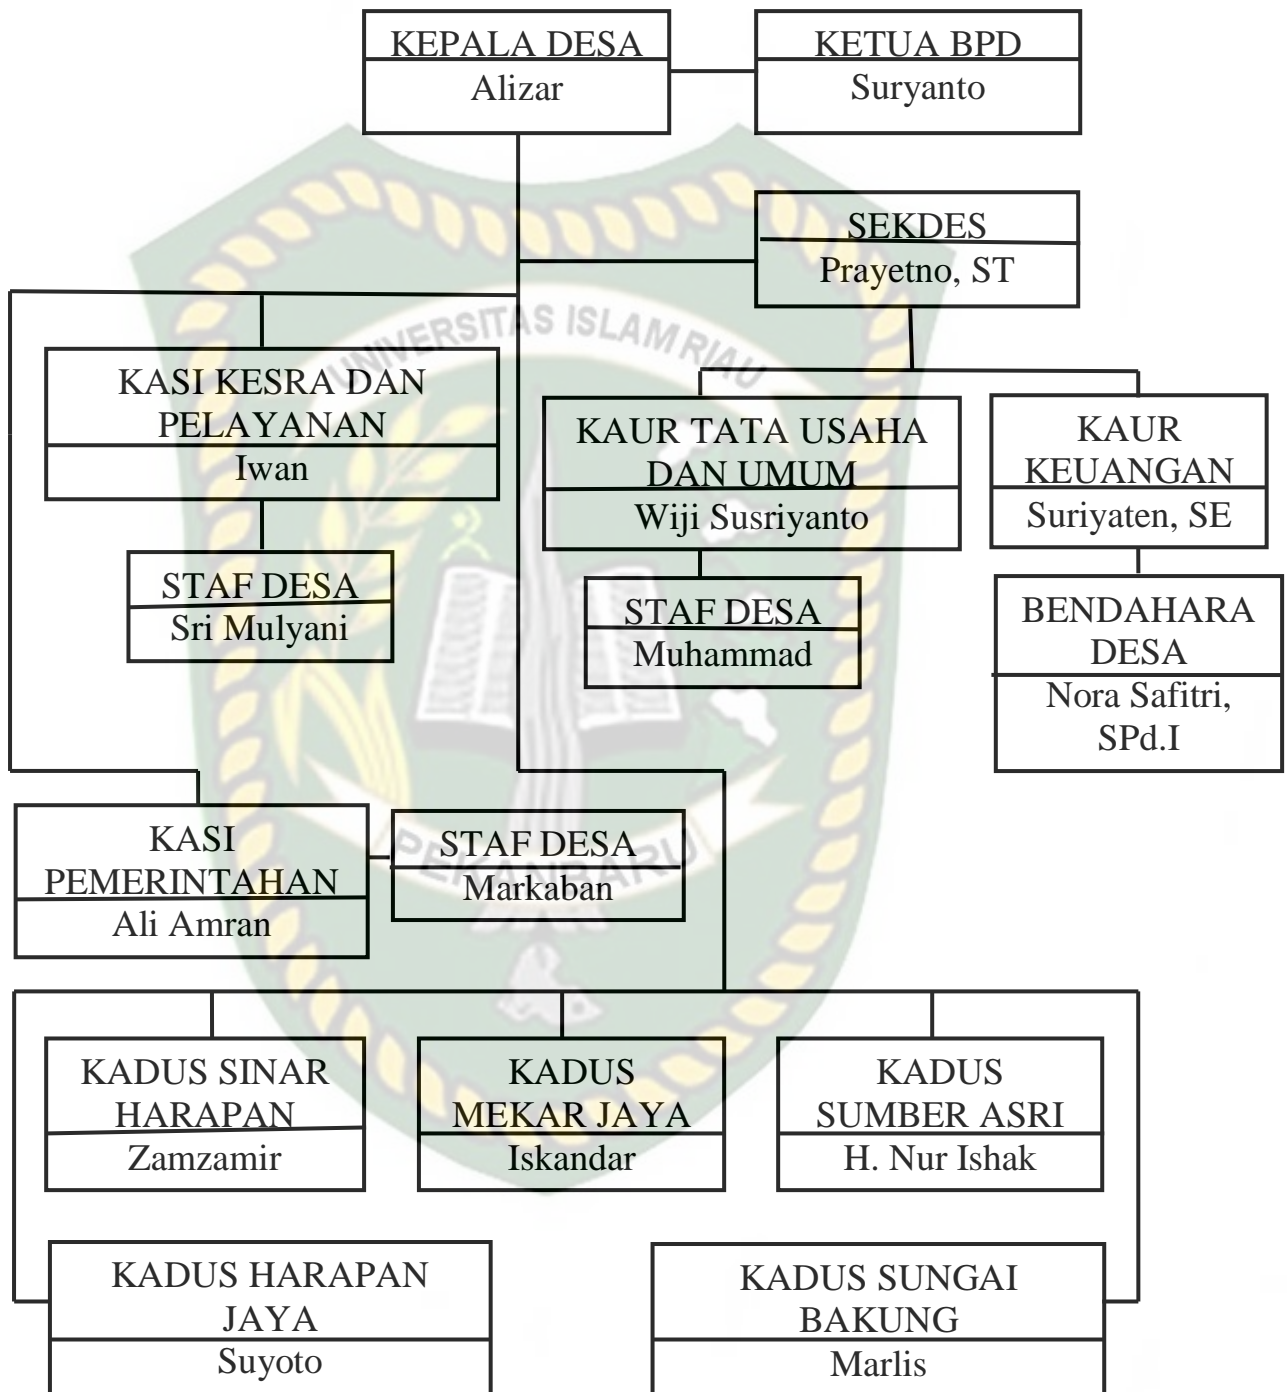 KEPALA DESA
Alizar
KETUA BPD
Suryanto
SEKDES
Prayetno, ST
UNIVERSITAS ISLAM RIAU
KASI KESRA DAN
PELAYANAN
Iwan
KAUR TATA USAHA
DAN UMUM
Wiji Susriyanto
KAUR
KEUANGAN
Suriyaten, SE
STAF DESA
Sri Mulyani
STAF DESA
Muhammad
BENDAHARA
DESA
Nora Safitri,
SPd.I
KASI
PEMERINTAHAN
Ali Amran
STAF DESA
Markaban
PEKANBARU
KADUS SINAR
HARAPAN
Zamzamir
KADUS
MEKAR JAYA
Iskandar
KADUS
SUMBER ASRI
H. Nur Ishak
KADUS HARAPAN
JAYA
Suyoto
KADUS SUNGAI
BAKUNG
Marlis